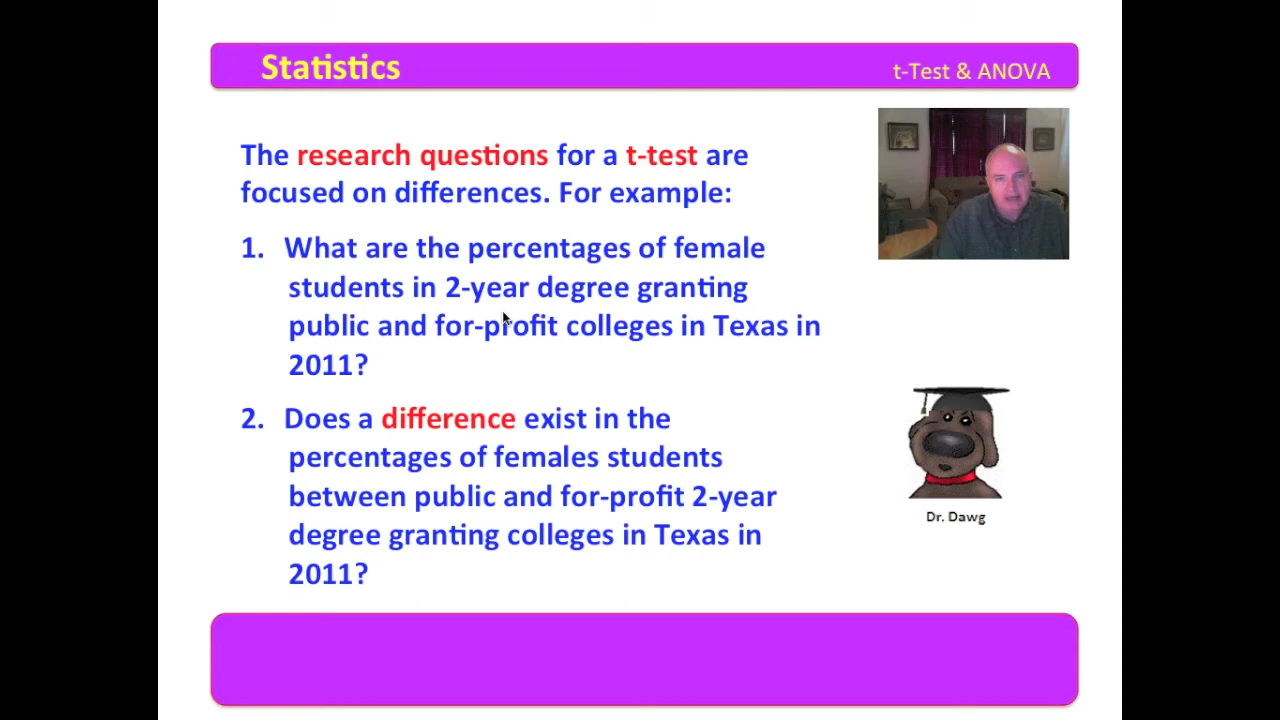 Statistics
t-Test & ANOVA
The research questions for a t-test are
focused on differences. For example:
1. What are the percentages of female
students in 2-year degree granting
public and for-profit colleges in Texas in
2011?
2. Does a difference exist in the
percentages of females students
between public and for-profit 2-year
degree granting colleges in Texas in
2011?
Dr. Dawg